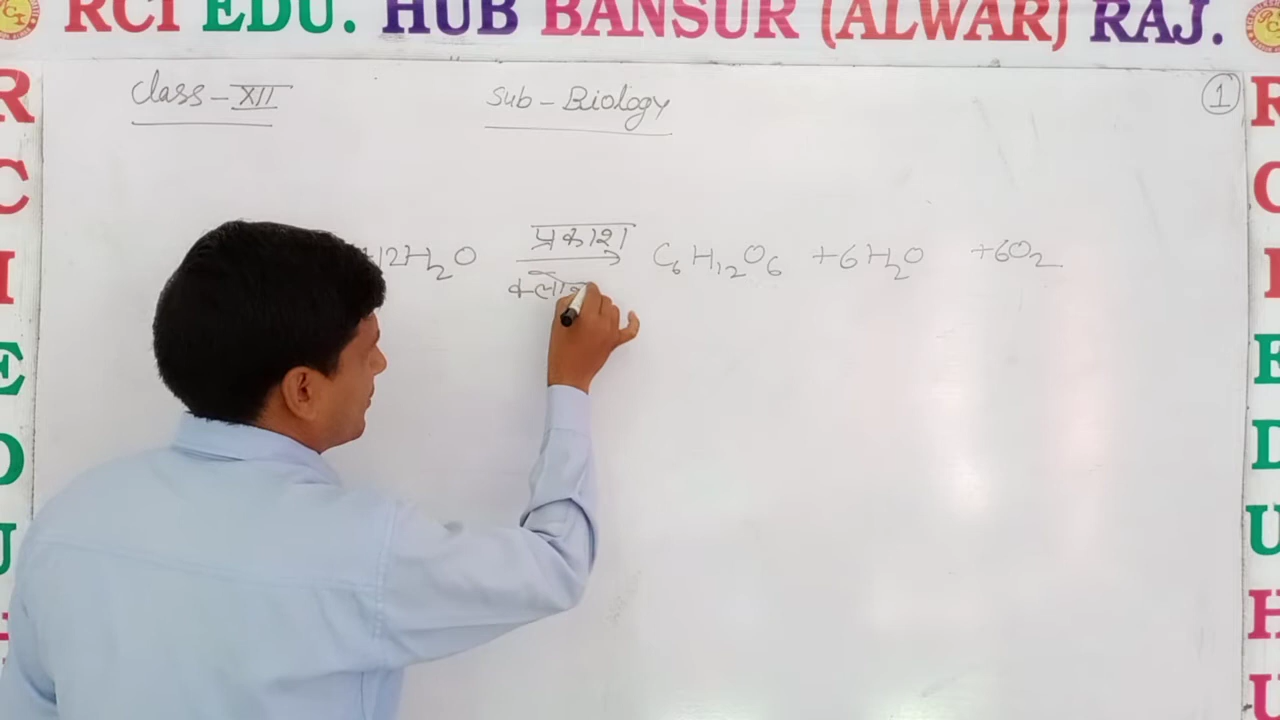 RCI EDU. HUB BANSUR (ALWAR) RAJ.
Class - XII
Sub - Biology
1
+12H₂O
प्रकाश
C₆H₁₂O₆ +6H₂O +6O₂
क्लो
R
C
I
E
D
U
R
C
I
E
D
U
H
U